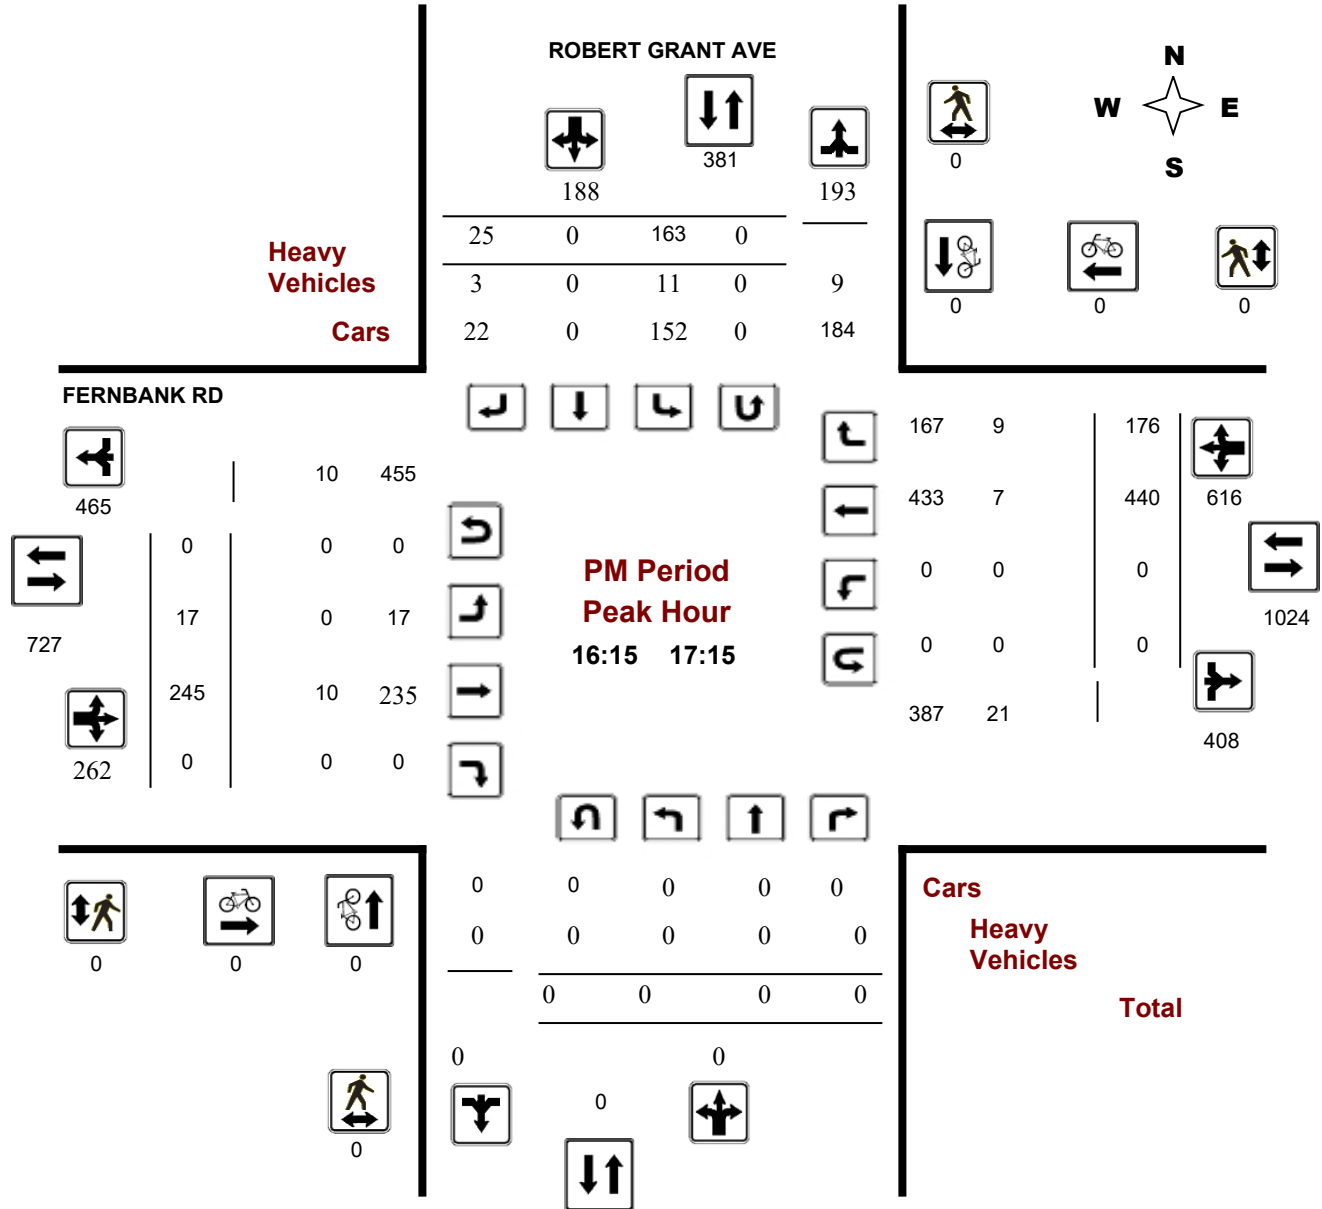 ROBERT GRANT AVE
N
W E
S
381
0
188 193
25 0 163 0
Heavy
Vehicles
3 0 11 0 9
0 0 0
Cars
22 0 152 0 184
FERNBANK RD
167 9 176
10 455
465
433 7 440 616
0 0 0
PM Period
0 0 0
Peak Hour
17 0 17
1024
727
16:15 17:15
0 0 0
245 10 235
387 21
408
262 0 0 0
0 0 0 0 0
Cars
0 0 0 0 0
Heavy
Vehicles
0 0 0
0 0 0 0
Total
0 0
0
0